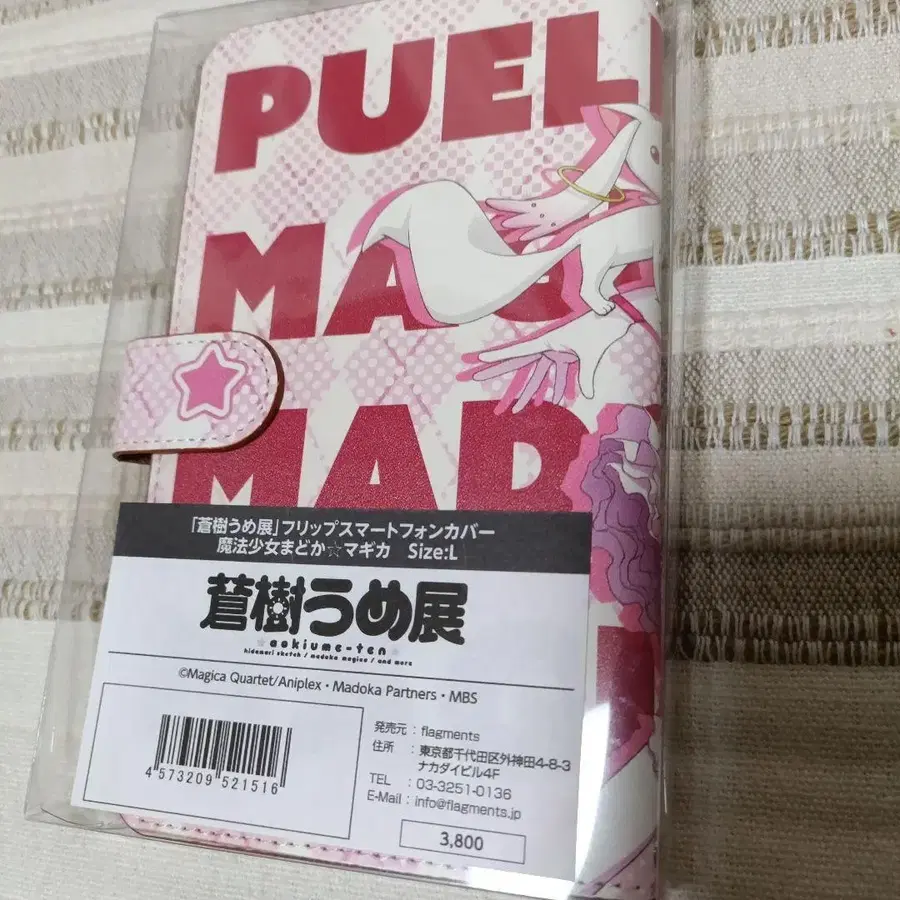 PUEL
MAG
MAD
「蒼樹うめ展」フリップスマートフォンカバー
魔法少女まどか☆マギカ Size:L
蒼樹うめ展
aokiume-ten
hidamari sketch / madoka magica / and more
©Magica Quartet/Aniplex・Madoka Partners・MBS
4 573209 521516
発売元 : flagments
住所 : 東京都千代田区外神田4-8-3
ナカダイビル4F
TEL : 03-3251-0136
E-Mail : info@flagments.jp
3,800